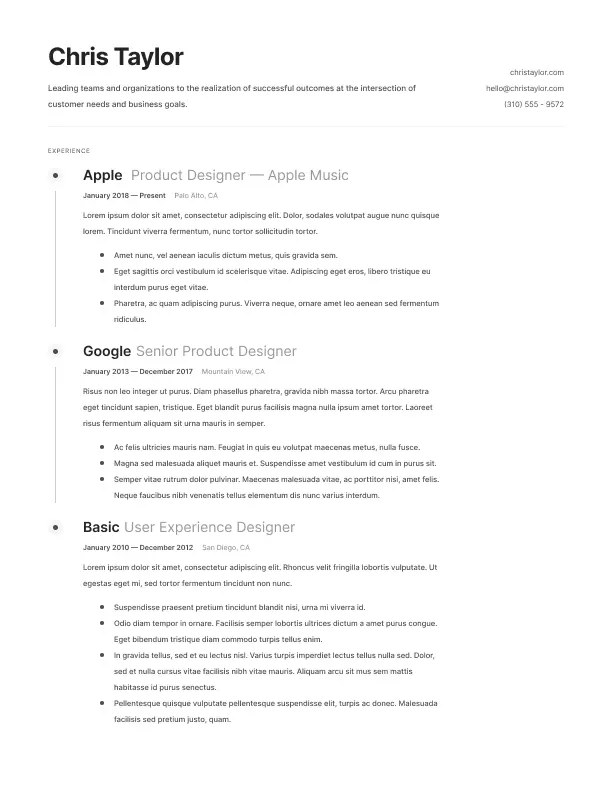 Chris Taylor
Leading teams and organizations to the realization of successful outcomes at the intersection of
customer needs and business goals.
christaylor.com
hello@christaylor.com
(310) 555 - 9572
EXPERIENCE
Apple Product Designer — Apple Music
January 2018 — Present Palo Alto, CA
Lorem ipsum dolor sit amet, consectetur adipiscing elit. Dolor, sodales volutpat augue nunc quisque
lorem. Tincidunt viverra fermentum, nunc tortor sollicitudin tortor.
• Amet nunc, vel aenean iaculis dictum metus, quis gravida sem.
• Eget sagittis orci vestibulum id scelerisque vitae. Adipiscing eget eros, libero tristique eu
interdum purus eget vitae.
• Pharetra, ac quam adipiscing purus. Viverra neque, ornare amet leo aenean sed fermentum
ridiculus.
Google Senior Product Designer
January 2013 — December 2017 Mountain View, CA
Risus non leo integer ut purus. Diam phasellus pharetra, gravida nibh massa tortor. Arcu pharetra
eget tincidunt sapien, tristique. Eget blandit purus facilisis magna nulla ipsum amet tortor. Laoreet
risus fermentum aliquam sit urna mauris in semper.
• Ac felis ultricies mauris nam. Feugiat in quis eu volutpat maecenas metus, nulla fusce.
• Magna sed malesuada aliquet mauris et. Suspendisse amet vestibulum id cum in purus sit.
• Semper vitae rutrum dolor pulvinar. Maecenas malesuada vitae, ac porttitor nisi, amet felis.
Neque faucibus nibh venenatis tellus elementum dis nunc varius interdum.
Basic User Experience Designer
January 2010 — December 2012 San Diego, CA
Lorem ipsum dolor sit amet, consectetur adipiscing elit. Rhoncus velit fringilla lobortis vulputate. Ut
egestas eget mi, sed tortor fermentum tincidunt non nunc.
• Suspendisse praesent pretium tincidunt blandit nisi, urna mi viverra id.
• Odio diam tempor in ornare. Facilisis semper lobortis ultrices dictum a amet purus congue.
Eget bibendum tristique diam commodo turpis tellus enim.
• In gravida tellus, sed et eu lectus nisl. Varius turpis imperdiet lectus tellus nulla sed. Dolor,
sed et nulla cursus vitae facilisis nibh vitae mauris. Aliquam arcu sit mus sem mattis
habitasse id purus senectus.
• Pellentesque quisque vulputate pellentesque suspendisse elit, turpis ac donec. Malesuada
facilisis sed pretium justo, quam.